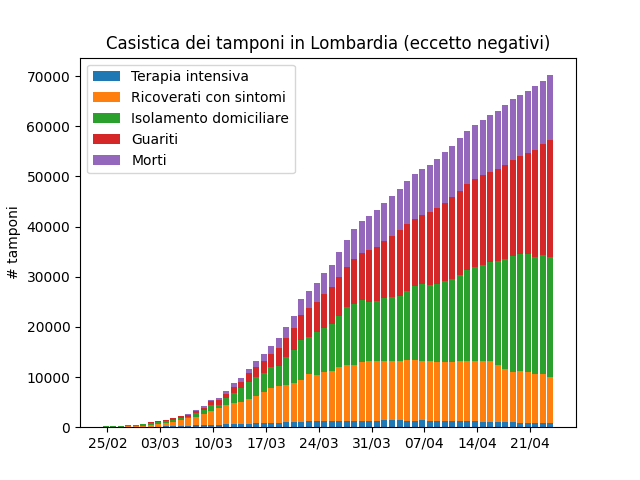 Casistica dei tamponi in Lombardia (eccetto negativi)
70000
60000
50000
40000
30000
20000
10000
0
# tamponi
Terapia intensiva
Ricoverati con sintomi
Isolamento domiciliare
Guariti
Morti
25/02 03/03 10/03 17/03 24/03 31/03 07/04 14/04 21/04